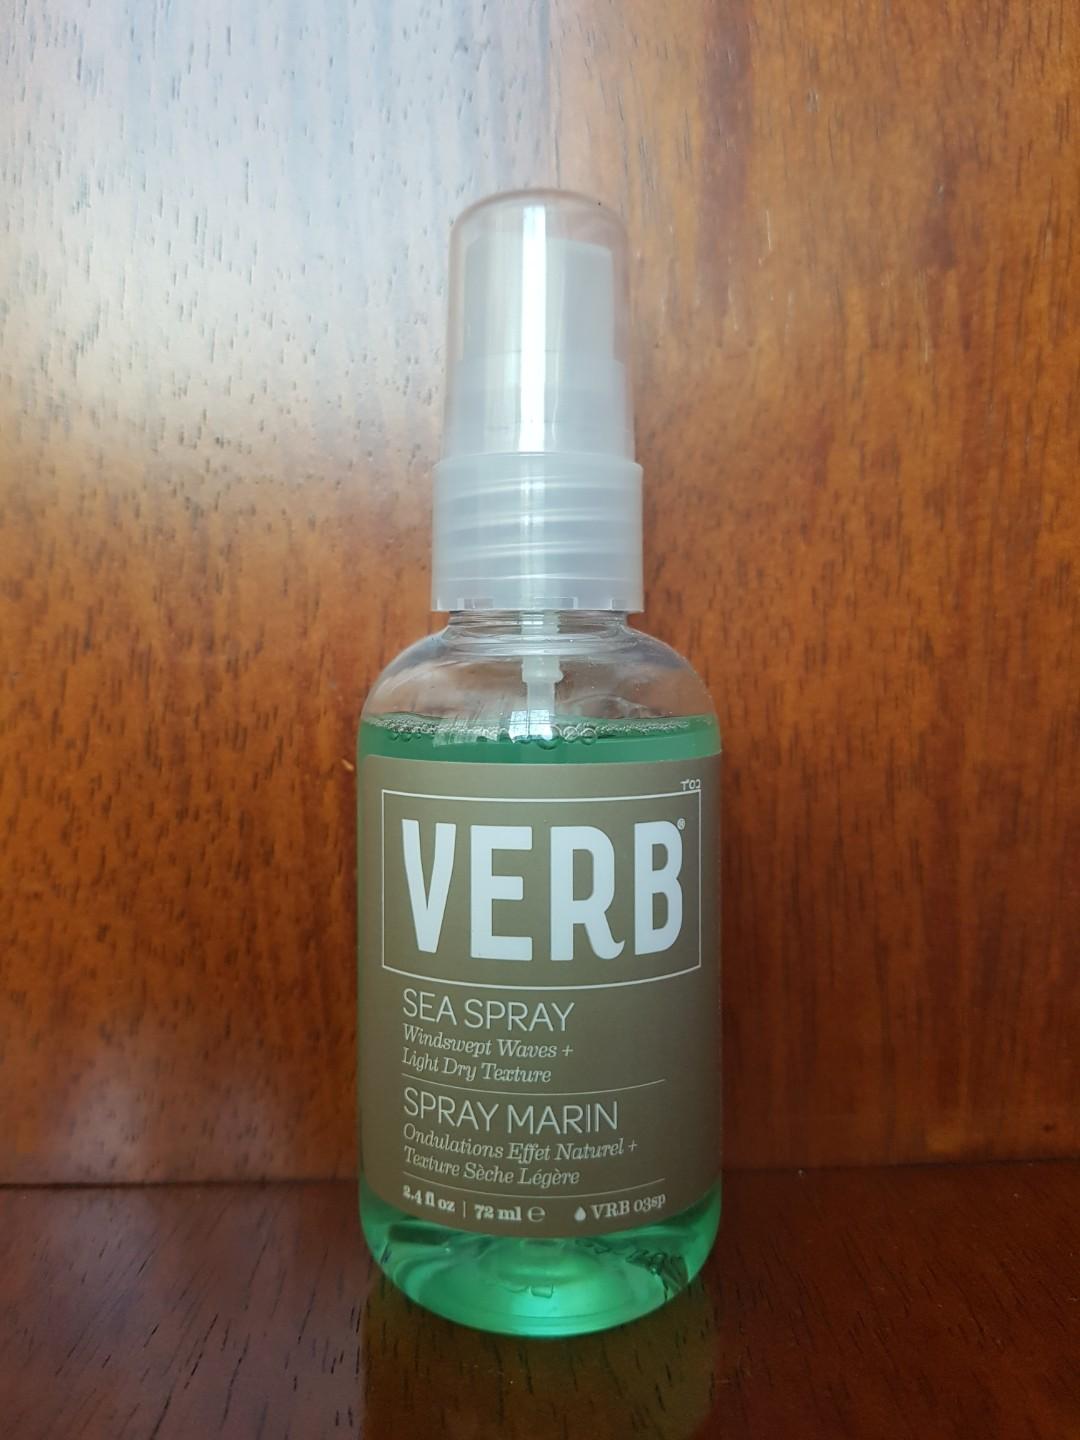 VERB®
SEA SPRAY
Windswept Waves +
Light Dry Texture
SPRAY MARIN
Ondulations Effet Naturel +
Texture Sèche Légère
2.4 fl oz | 72 ml ℮ VRB 03sp